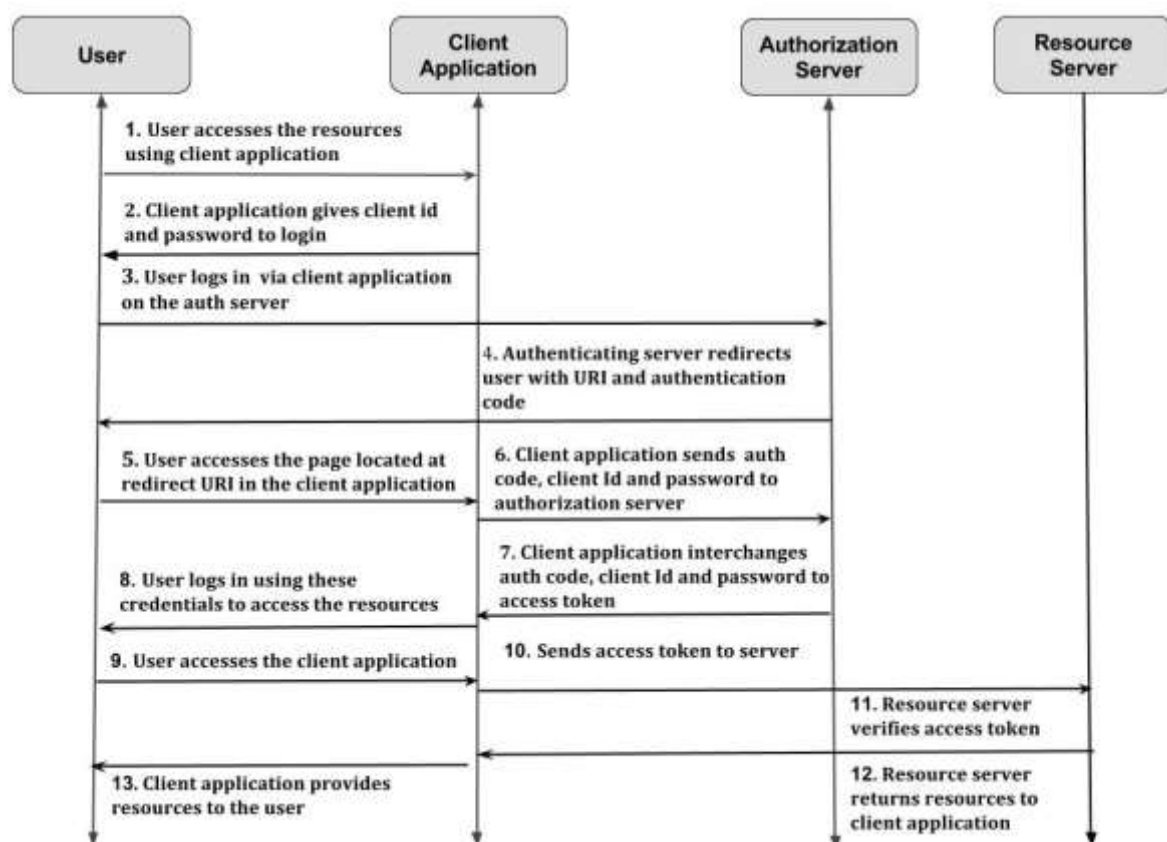 User
Client
Application
Authorization
Server
Resource
Server
1. User accesses the resources
using client application
2. Client application gives client id
and password to login
3. User logs in via client application
on the auth server
4. Authenticating server redirects
user with URI and authentication
code
5. User accesses the page located at
redirect URI in the client application
6. Client application sends auth
code, client Id and password to
authorization server
7. Client application interchanges
auth code, client Id and password to
access token
8. User logs in using these
credentials to access the resources
9. User accesses the client application
10. Sends access token to server
11. Resource server
verifies access token
12. Resource server
returns resources to
client application
13. Client application provides
resources to the user